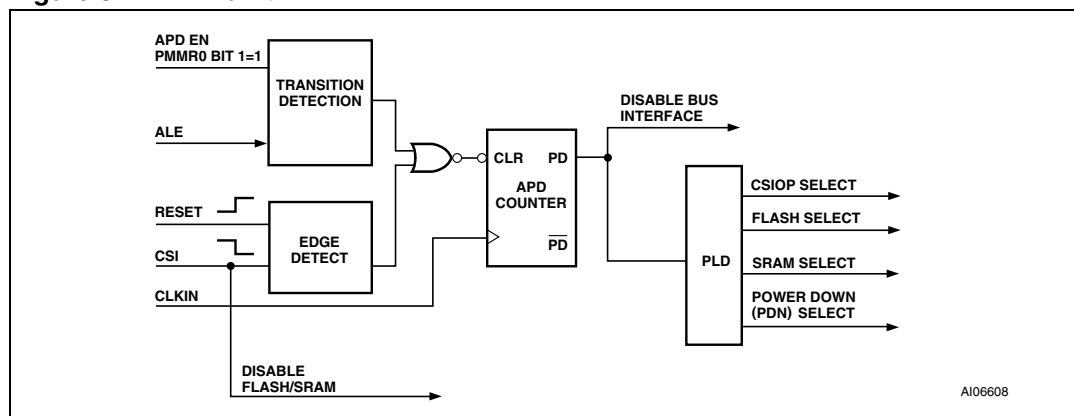 APD EN
PMMR0 BIT 1=1
TRANSITION
DETECTION
ALE
RESET
CSI
EDGE
DETECT
CLKIN
CLR
PD
APD
COUNTER
PD
DISABLE BUS
INTERFACE
PLD
CSIOP SELECT
FLASH SELECT
SRAM SELECT
POWER DOWN
(PDN) SELECT
DISABLE
FLASH/SRAM
AI06608